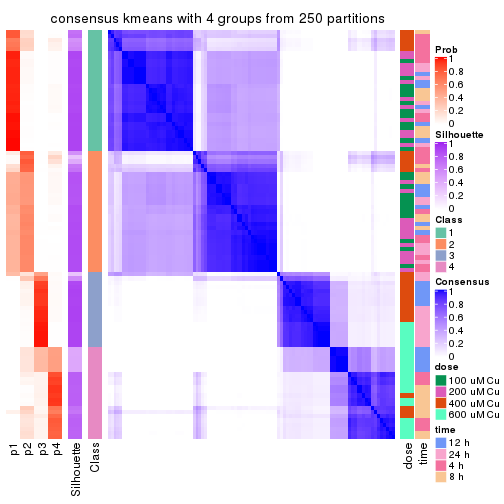 consensus kmeans with 4 groups from 250 partitions
Prob
1
0.8
0.6
0.4
0.2
0
Silhouette
1
0.8
0.6
0.4
0.2
0
Class
1
2
3
4
Consensus
1
0.8
0.6
0.4
0.2
0
dose
100 uM Cu
200 uM Cu
400 uM Cu
600 uM Cu
time
12 h
24 h
4 h
8 h
p1
p2
p3
p4
Silhouette
Class
dose
time